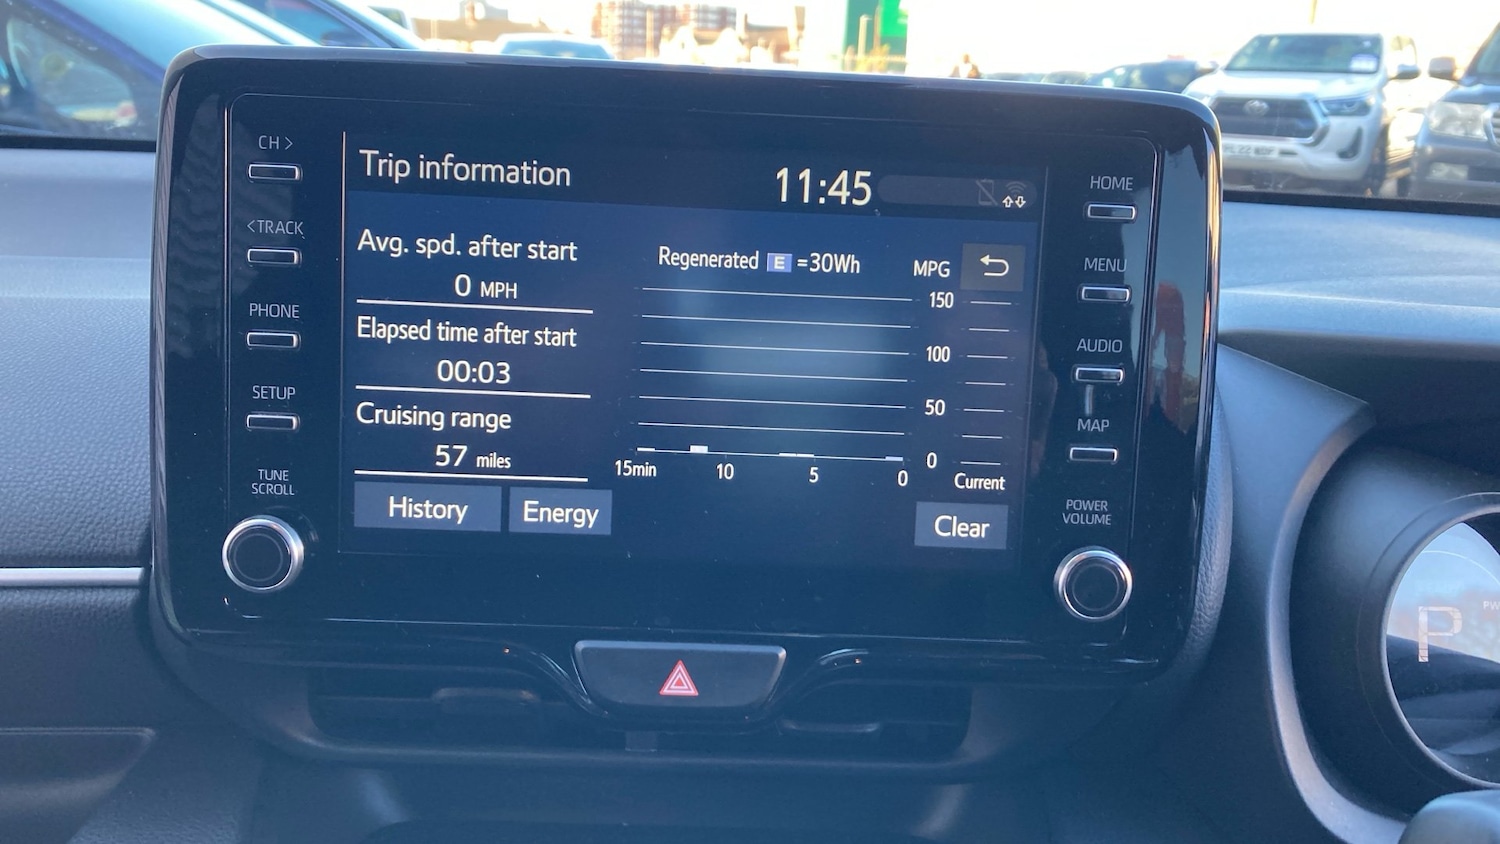 CH >
< TRACK
PHONE
SETUP
TUNE
SCROLL
Trip information
11:45
Avg. spd. after start
0 MPH
Elapsed time after start
00:03
Cruising range
57 miles
History
Energy
Regenerated E =30Wh
MPG
150
100
50
0
15min 10 5 0
Current
Clear
HOME
MENU
AUDIO
MAP
POWER
VOLUME
P